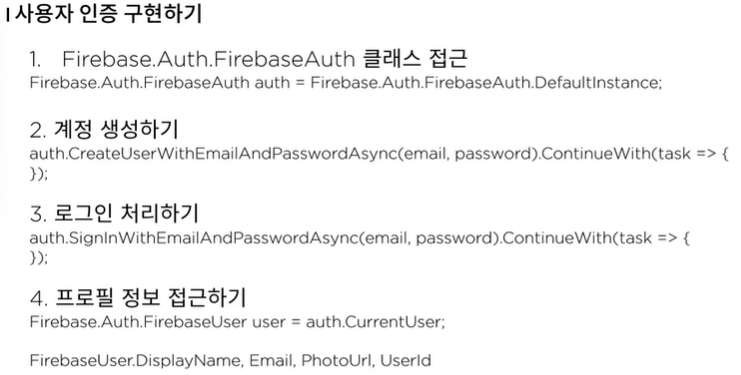 사용자 인증 구현하기
1. Firebase.Auth.FirebaseAuth 클래스 접근
Firebase.Auth.FirebaseAuth auth = Firebase.Auth.FirebaseAuth.DefaultInstance;
2. 계정 생성하기
auth.CreateUserWithEmailAndPasswordAsync(email, password).ContinueWith(task => {
});
3. 로그인 처리하기
auth.SignInWithEmailAndPasswordAsync(email, password).ContinueWith(task => {
});
4. 프로필 정보 접근하기
Firebase.Auth.FirebaseUser user = auth.CurrentUser;
FirebaseUser.DisplayName, Email, PhotoUrl, UserId